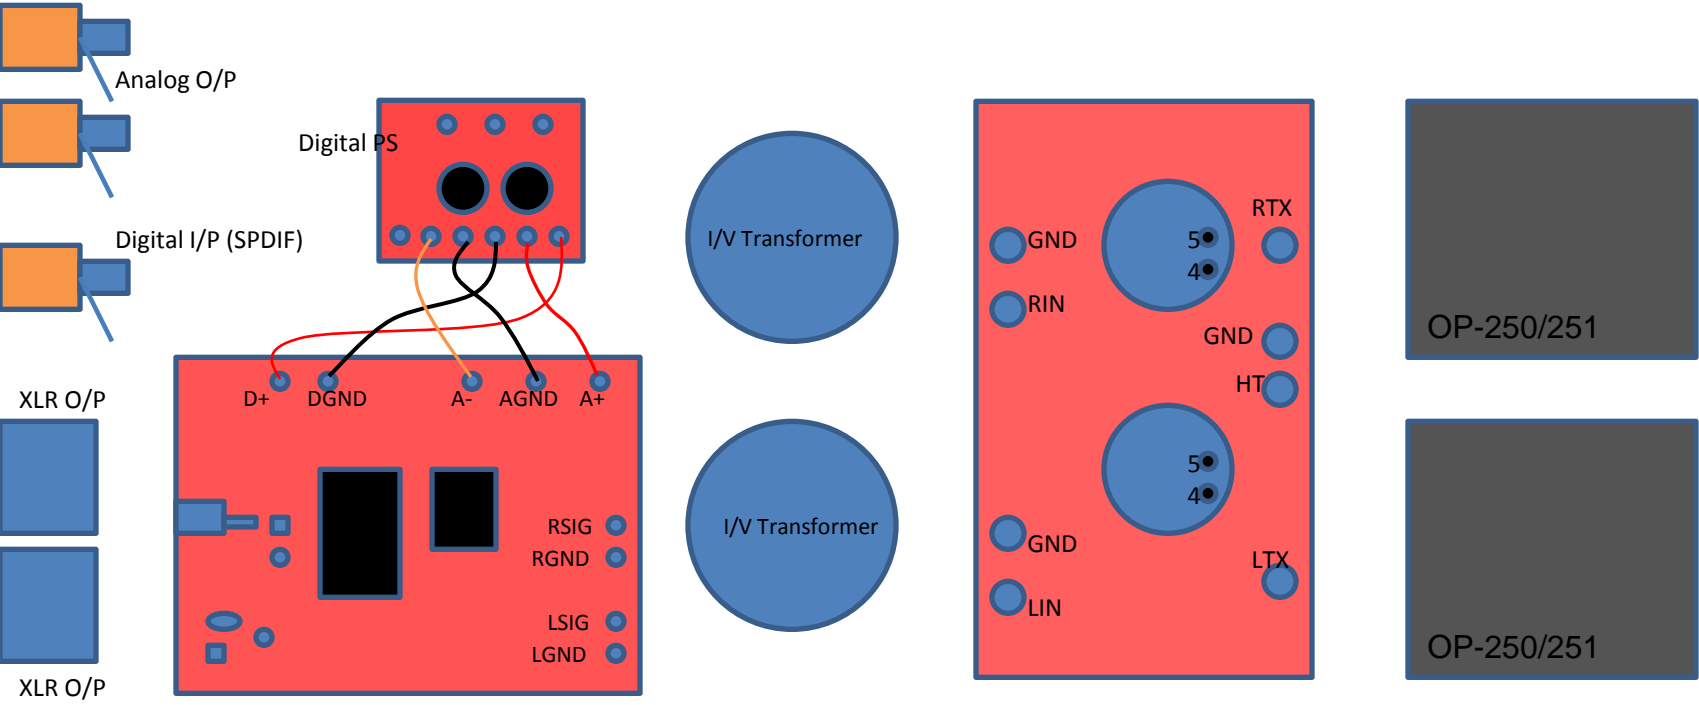 Analog O/P
Digital PS
Digital I/P (SPDIF)
XLR O/P
XLR O/P
D+
DGND
A-
AGND
A+
RSIG
RGND
LSIG
LGND
I/V Transformer
I/V Transformer
GND
RIN
5
4
RTX
GND
HT
5
4
GND
LIN
LTX
OP-250/251
OP-250/251